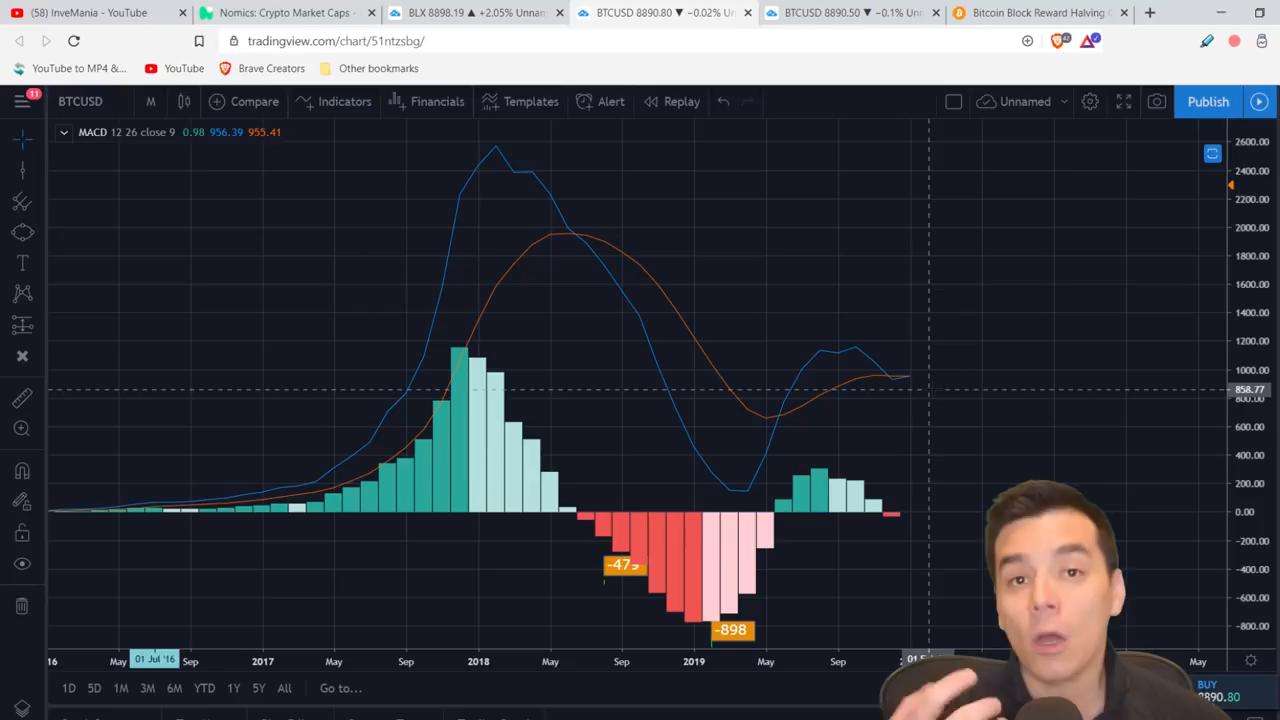 (58) InveMania - YouTube
Nomics: Crypto Market Caps -
BLX 8898.19 ▲ +2.05% Unnam
BTCUSD 8890.80 ▼ −0.02% Un
BTCUSD 8890.50 ▼ −0.1% Un
Bitcoin Block Reward Halving C
tradingview.com/chart/51ntzsbg/
42
YouTube to MP4 &...
YouTube
Brave Creators
Other bookmarks
11
BTCUSD
M
Compare
Indicators
Financials
Templates
Alert
Replay
Unnamed
Publish
MACD 12 26 close 9 0.98 956.39 955.41
2600.00
2400.00
2200.00
2000.00
1800.00
1600.00
1400.00
1200.00
1000.00
858.77
800.00
600.00
400.00
200.00
0.00
-200.00
-400.00
-600.00
-800.00
-479
-898
16
May
01 Jul '16
Sep
2017
May
Sep
2018
May
Sep
2019
May
Sep
May
1D
5D
1M
3M
6M
YTD
1Y
5Y
All
Go to...
BUY
8890.80